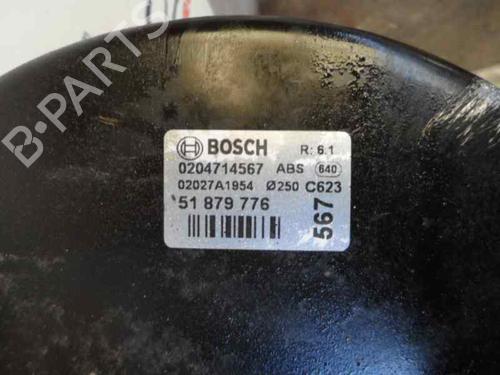 BOSCH R: 6.1
0204714567 ABS 640
02027A1954 Ø250 C623
51 879 776
567
B-PARTS